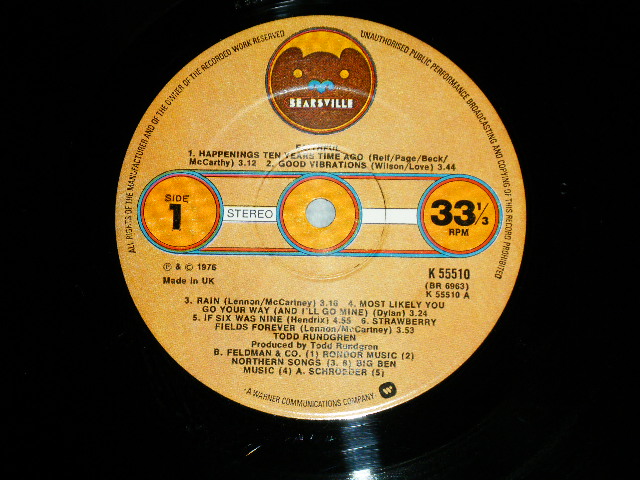 ALL RIGHTS OF THE MANUFACTURER AND OF THE OWNER OF THE RECORDED WORK RESERVED
UNAUTHORISED PUBLIC PERFORMANCE BROADCASTING AND COPYING OF THIS RECORD PROHIBITED
BEARSVILLE
FAITHFUL
1. HAPPENINGS TEN YEARS TIME AGO (Relf/Page/Beck/
McCarthy) 3.12 2. GOOD VIBRATIONS (Wilson/Love) 3.44
SIDE
1
STEREO
33 1/3
RPM
℗ & © 1976
Made in UK
K 55510
(BR 6963)
K 55510 A
3. RAIN (Lennon/McCartney) 3.16 4. MOST LIKELY YOU
GO YOUR WAY (AND I'LL GO MINE) (Dylan) 3.24
5. IF SIX WAS NINE (Hendrix) 4.55 6. STRAWBERRY
FIELDS FOREVER (Lennon/McCartney) 3.53
TODD RUNDGREN
Produced by Todd Rundgren
B. FELDMAN & CO. (1) RONDOR MUSIC (2)
NORTHERN SONGS (3. 6) BIG BEN
MUSIC (4) A. SCHROEDER (5)
A WARNER COMMUNICATIONS COMPANY